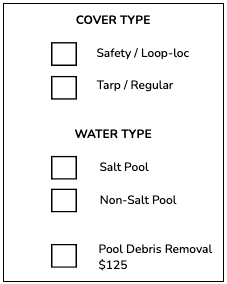 COVER TYPE
Safety / Loop-loc
Tarp / Regular
WATER TYPE
Salt Pool
Non-Salt Pool
Pool Debris Removal
$125